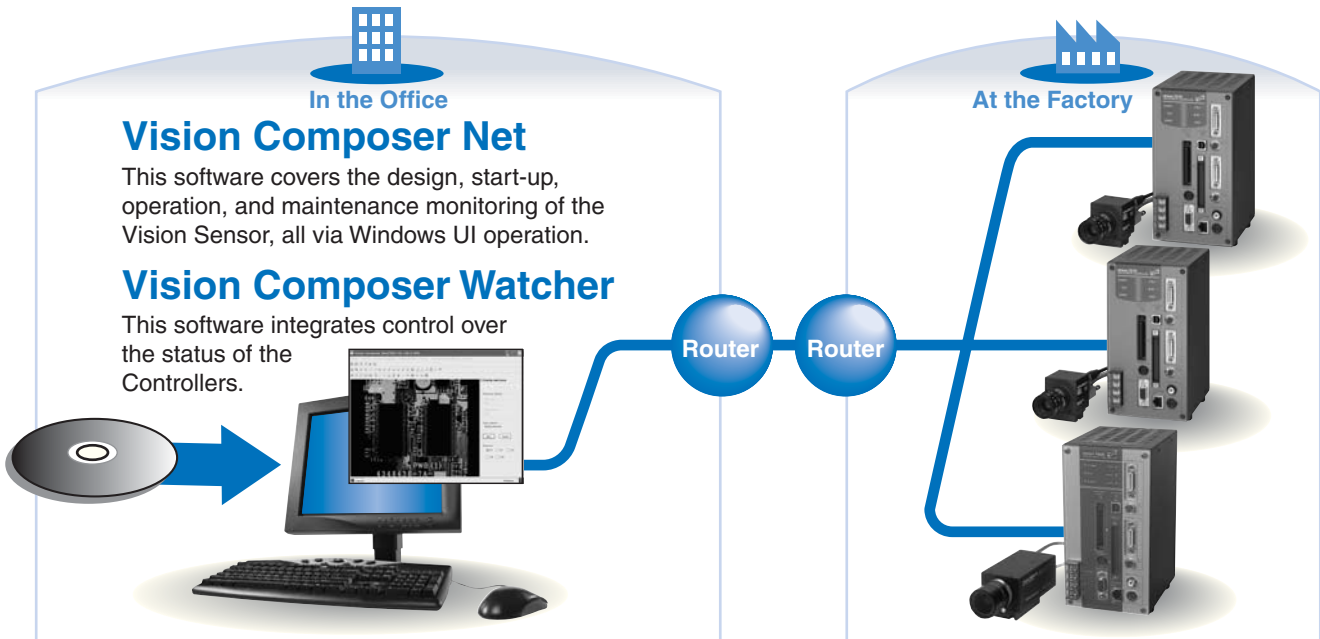 In the Office
At the Factory
Vision Composer Net
This software covers the design, start-up,
operation, and maintenance monitoring of the
Vision Sensor, all via Windows UI operation.
Vision Composer Watcher
This software integrates control over
the status of the
Controllers.
Router
Router